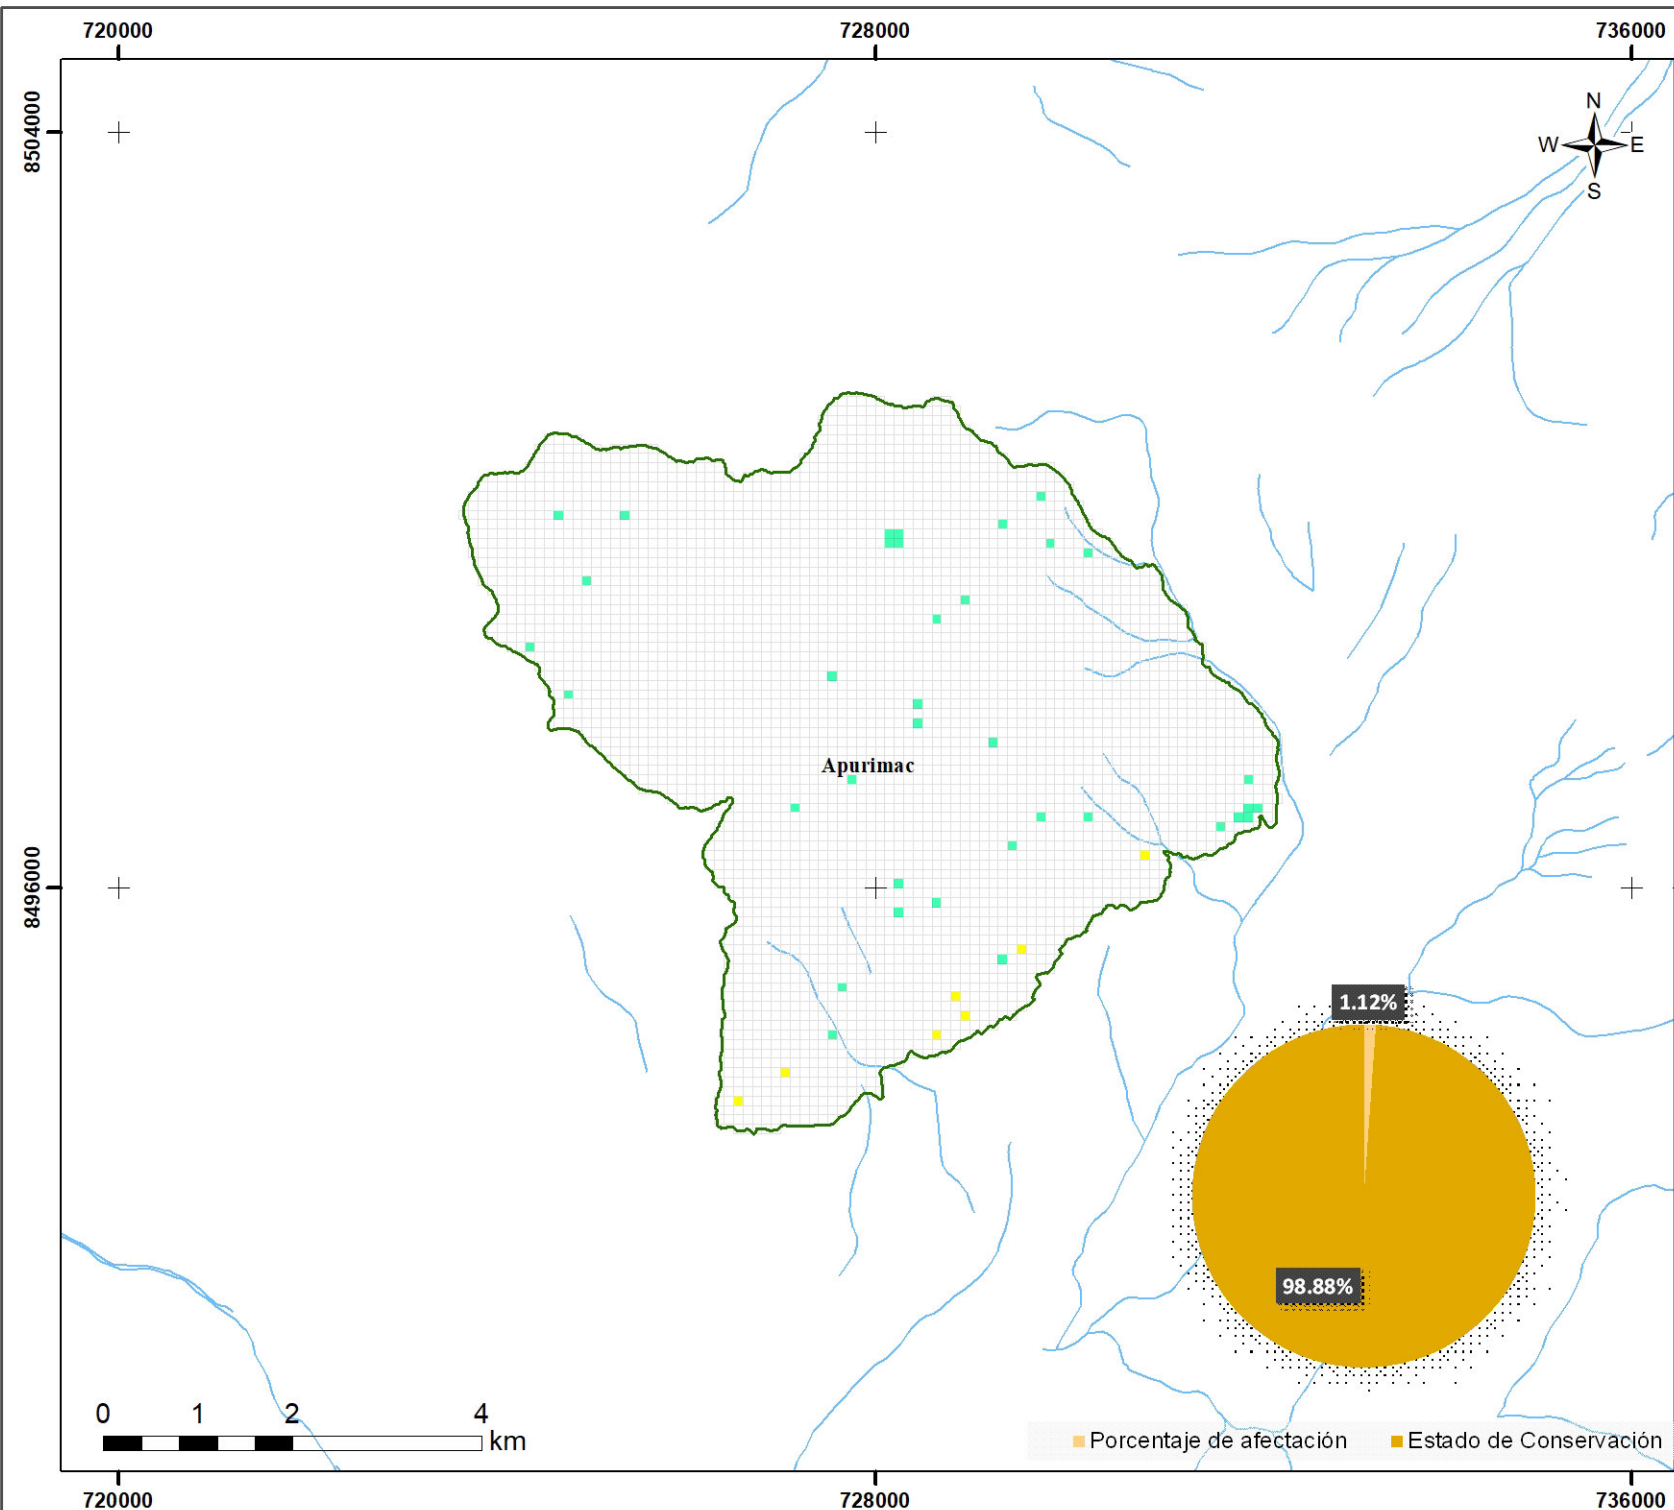 720000 728000 736000
8504000
N
W E
S
Apurimac
8496000
1.12%
98.88%
0 1 2 4
km
Porcentaje de afectación Estado de Conservación
720000 728000 736000